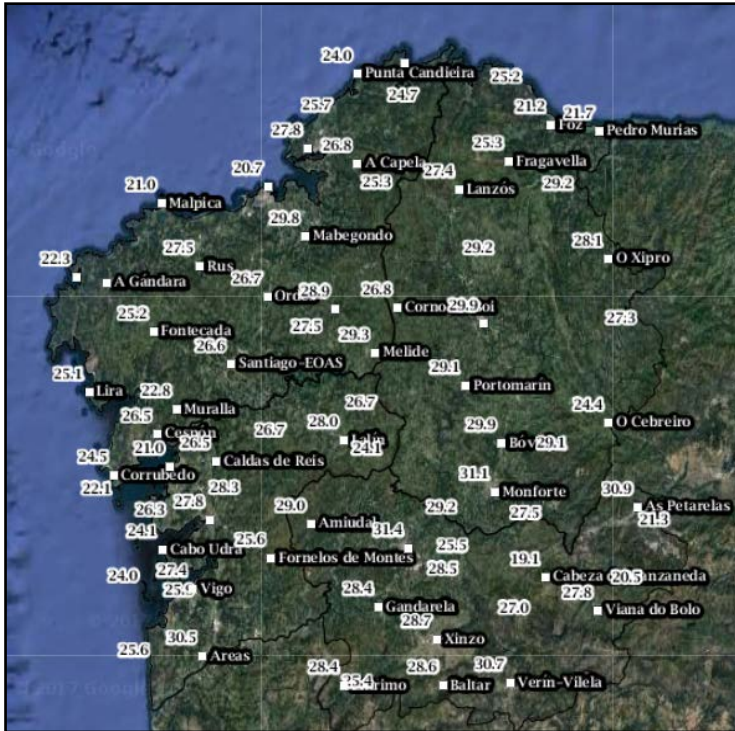 24.0
Punta Candieira
25.2
24.7
25.7
21.2
21.7
Foz
Pedro Murias
27.8
26.8
25.3
A Capela
Fragavella
27.4
25.3
29.2
20.7
Lanzós
21.0
Malpica
29.8
Mabegondo
29.2
28.1
27.5
O Xipro
22.3
Rus
26.7
A Gándara
28.9
26.8
29.9
25.2
27.5
27.3
Fontecada
29.3
26.6
Melide
Santiago-EOAS
29.1
25.1
Portomarín
Lira
22.8
26.7
24.4
Muralla
26.5
28.0
29.9
O Cebreiro
Cespón
26.7
21.0
26.5
Lalín
24.1
29.1
24.5
Caldas de Reis
Corrubedo
31.1
22.1
28.3
Monforte
30.9
27.8
29.0
29.2
As Petarelas
26.3
27.5
21.3
24.1
Amiudal
31.4
25.6
25.5
Cabo Udra
Fornelos de Montes
19.1
28.5
24.0
27.4
20.5
25.9
Vigo
28.4
27.8
Gandarela
27.0
Viana do Bolo
28.7
30.5
Xinzo
25.6
Areas
28.4
28.6
30.7
25.4
Baltar
Verín-Vilela